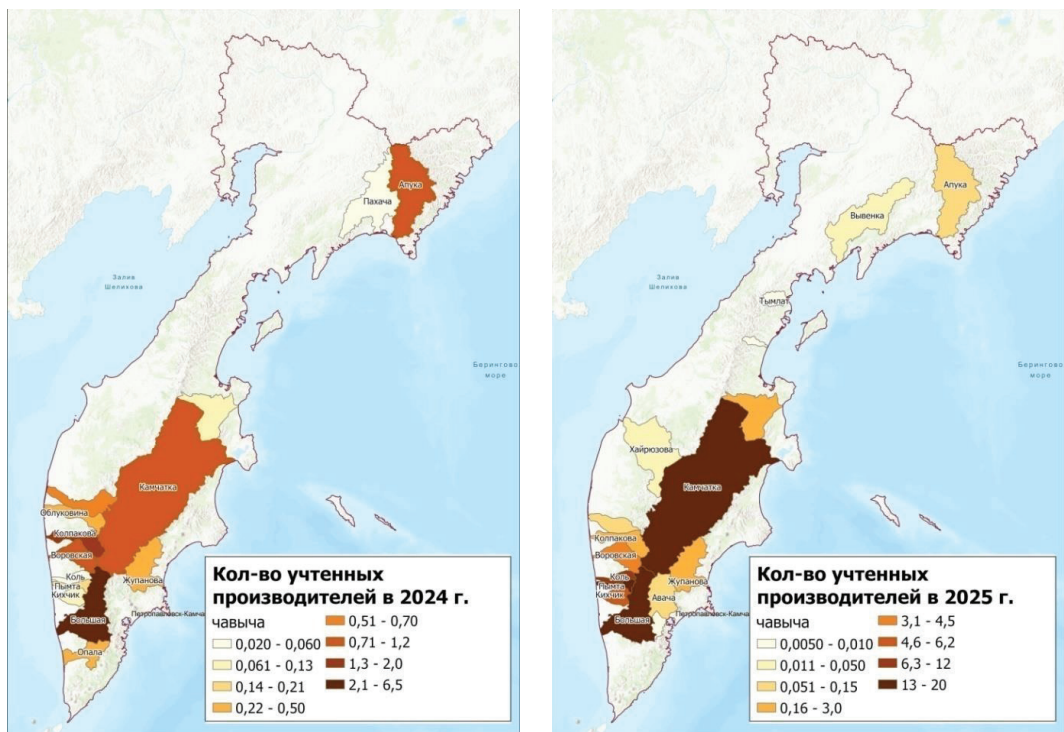 Апука
Пахача
Залив
Шелихова
Берингово
море
Камчатка
Облуковина
Колпакова
Воровская
Коль
Пымта
Кихчик
Жупанова
Большая
Петропавловск-Камча
Опала
Кол-во учтенных
производителей в 2024 г.
чавыча
0,020 - 0,060
0,061 - 0,13
0,14 - 0,21
0,22 - 0,50
0,51 - 0,70
0,71 - 1,2
1,3 - 2,0
2,1 - 6,5
Апука
Вывенка
Залив
Шелихова
Тымлат
Берингово
море
Хайрюзова
Камчатка
Колпакова
Воровская
Коль
Пымта
Кихчик
Жупанова
Авача
Большая
Петропавловск-Камча
Кол-во учтенных
производителей в 2025 г.
чавыча
0,0050 - 0,010
0,011 - 0,050
0,051 - 0,15
0,16 - 3,0
3,1 - 4,5
4,6 - 6,2
6,3 - 12
13 - 20